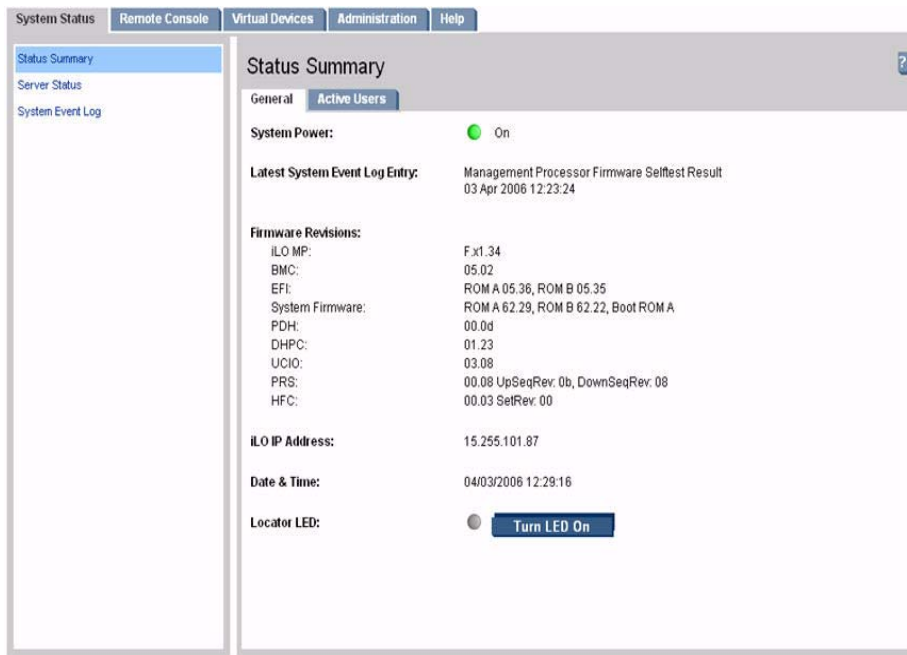 System Status Remote Console Virtual Devices Administration Help
Status Summary
Server Status
System Event Log
Status Summary
?
General Active Users
System Power: On
Latest System Event Log Entry: Management Processor Firmware Selftest Result
03 Apr 2006 12:23:24
Firmware Revisions:
iLO MP: F.x1.34
BMC: 05.02
EFI: ROM A 05.36, ROM B 05.35
System Firmware: ROM A 62.29, ROM B 62.22, Boot ROM A
PDH: 00.0d
DHPC: 01.23
UCIO: 03.08
PRS: 00.08 UpSeqRev: 0b, DownSeqRev: 08
HFC: 00.03 SetRev: 00
iLO IP Address: 15.255.101.87
Date & Time: 04/03/2006 12:29:16
Locator LED: Turn LED On